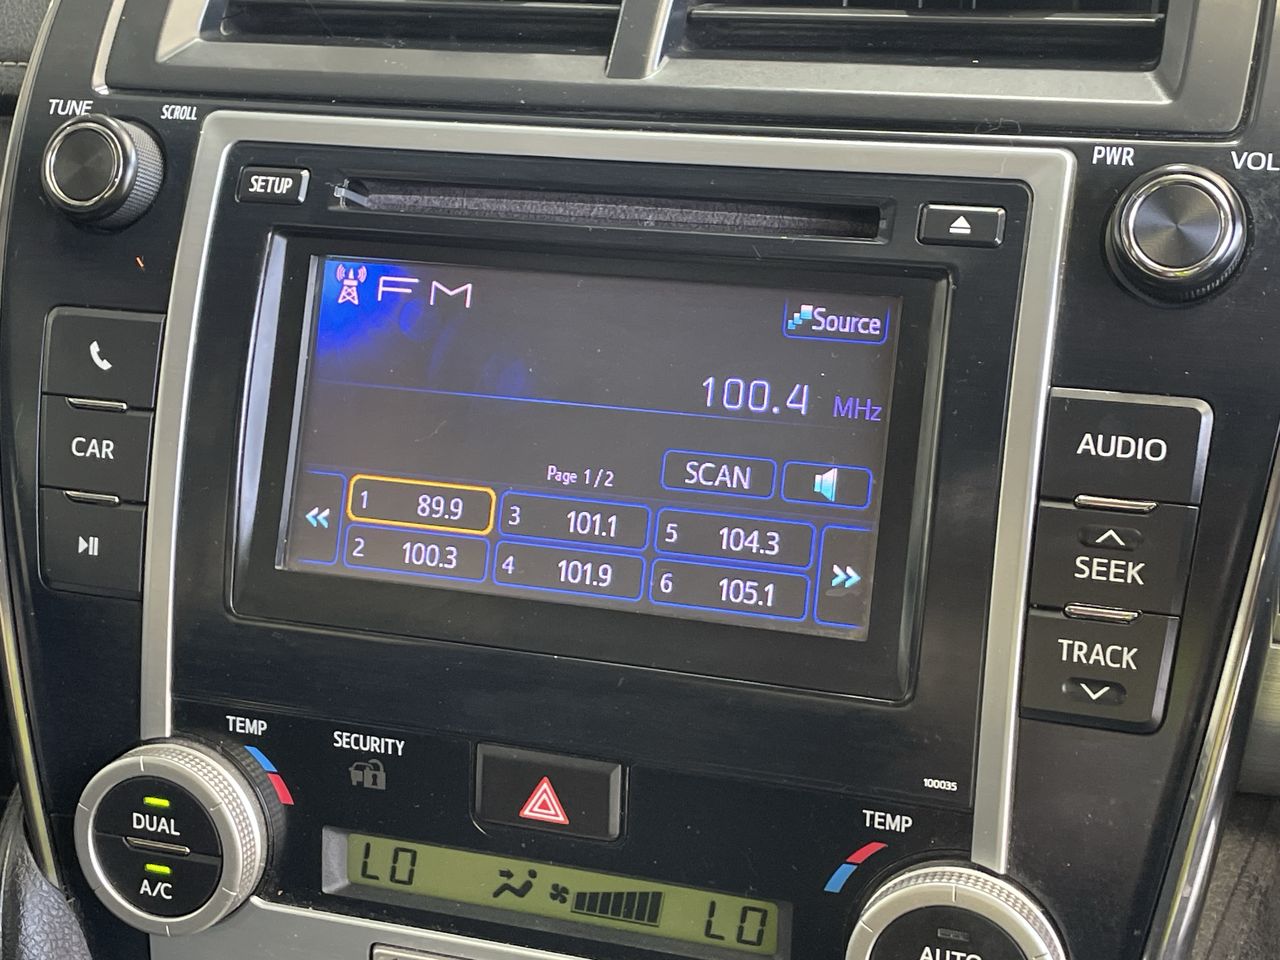 TUNE
SCROLL
PWR
VOL
SETUP
FM
Source
100.4 MHz
CAR
AUDIO
Page 1/2
SCAN
1 89.9
3 101.1
5 104.3
2 100.3
4 101.9
6 105.1
SEEK
TRACK
TEMP
SECURITY
100035
TEMP
DUAL
A/C
LO
LO
AUTO